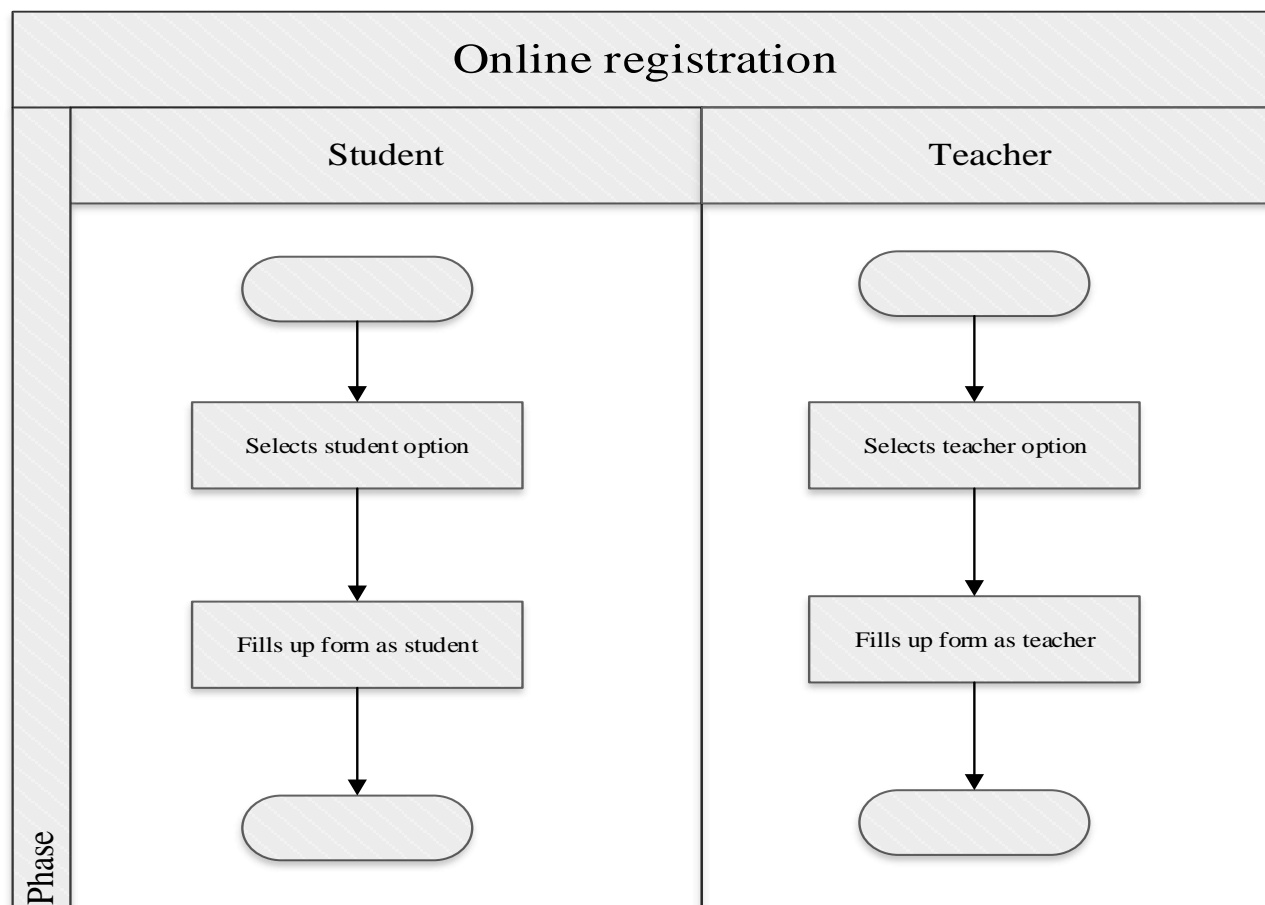 Online registration
Student
Teacher
Selects student option
Selects teacher option
Fills up form as student
Fills up form as teacher
Phase